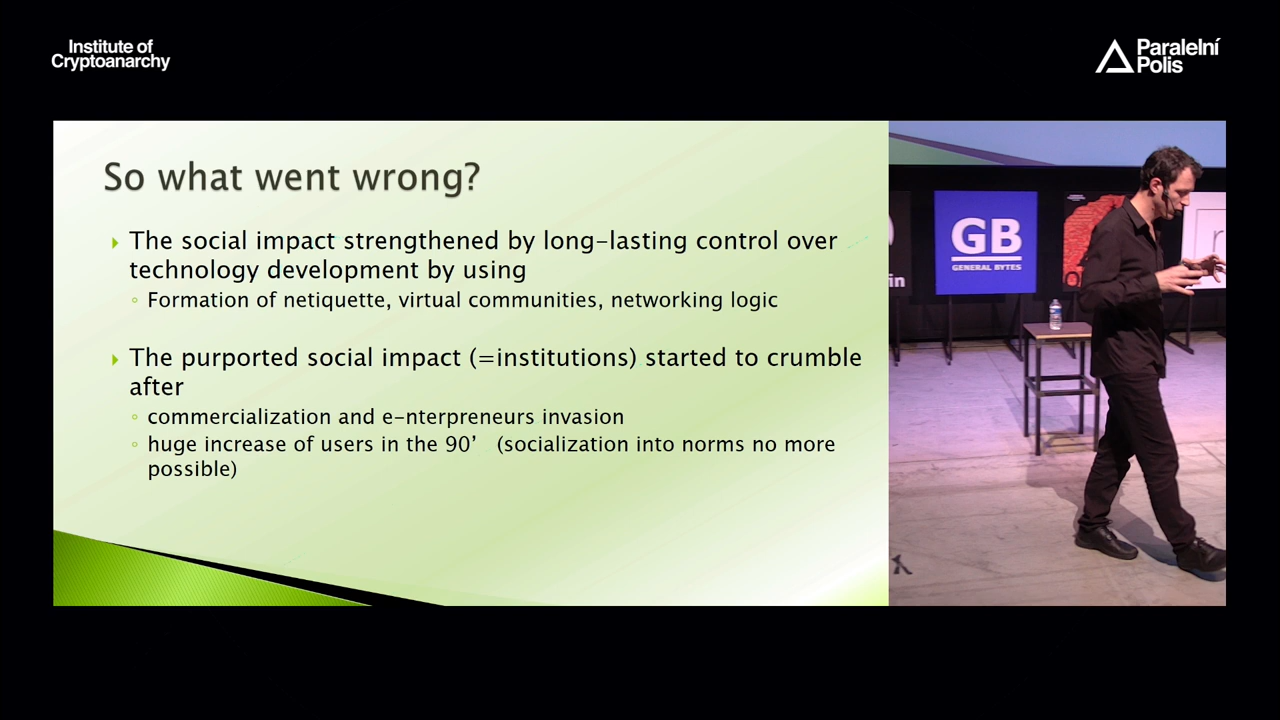 Institute of
Cryptoanarchy
Paralelní
Polis
So what went wrong?
The social impact strengthened by long-lasting control over
technology development by using
Formation of netiquette, virtual communities, networking logic
The purported social impact (=institutions) started to crumble
after
commercialization and e-nterpreneurs invasion
huge increase of users in the 90’ (socialization into norms no more
possible)
in
GB
GENERAL BYTES